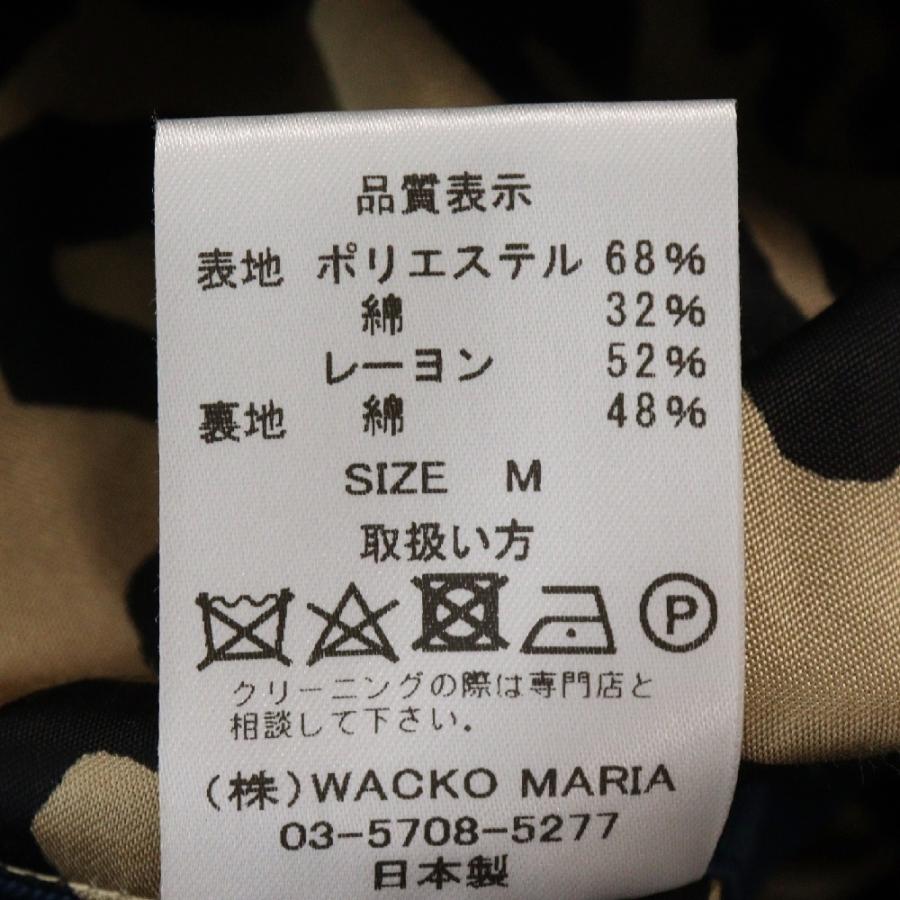 品質表示
表地 ポリエステル 68%
綿 32%
レーヨン 52%
裏地 綿 48%
SIZE M
取扱い方
P
クリーニングの際は専門店と
相談して下さい。
(株)WACKO MARIA
03-5708-5277
日本製